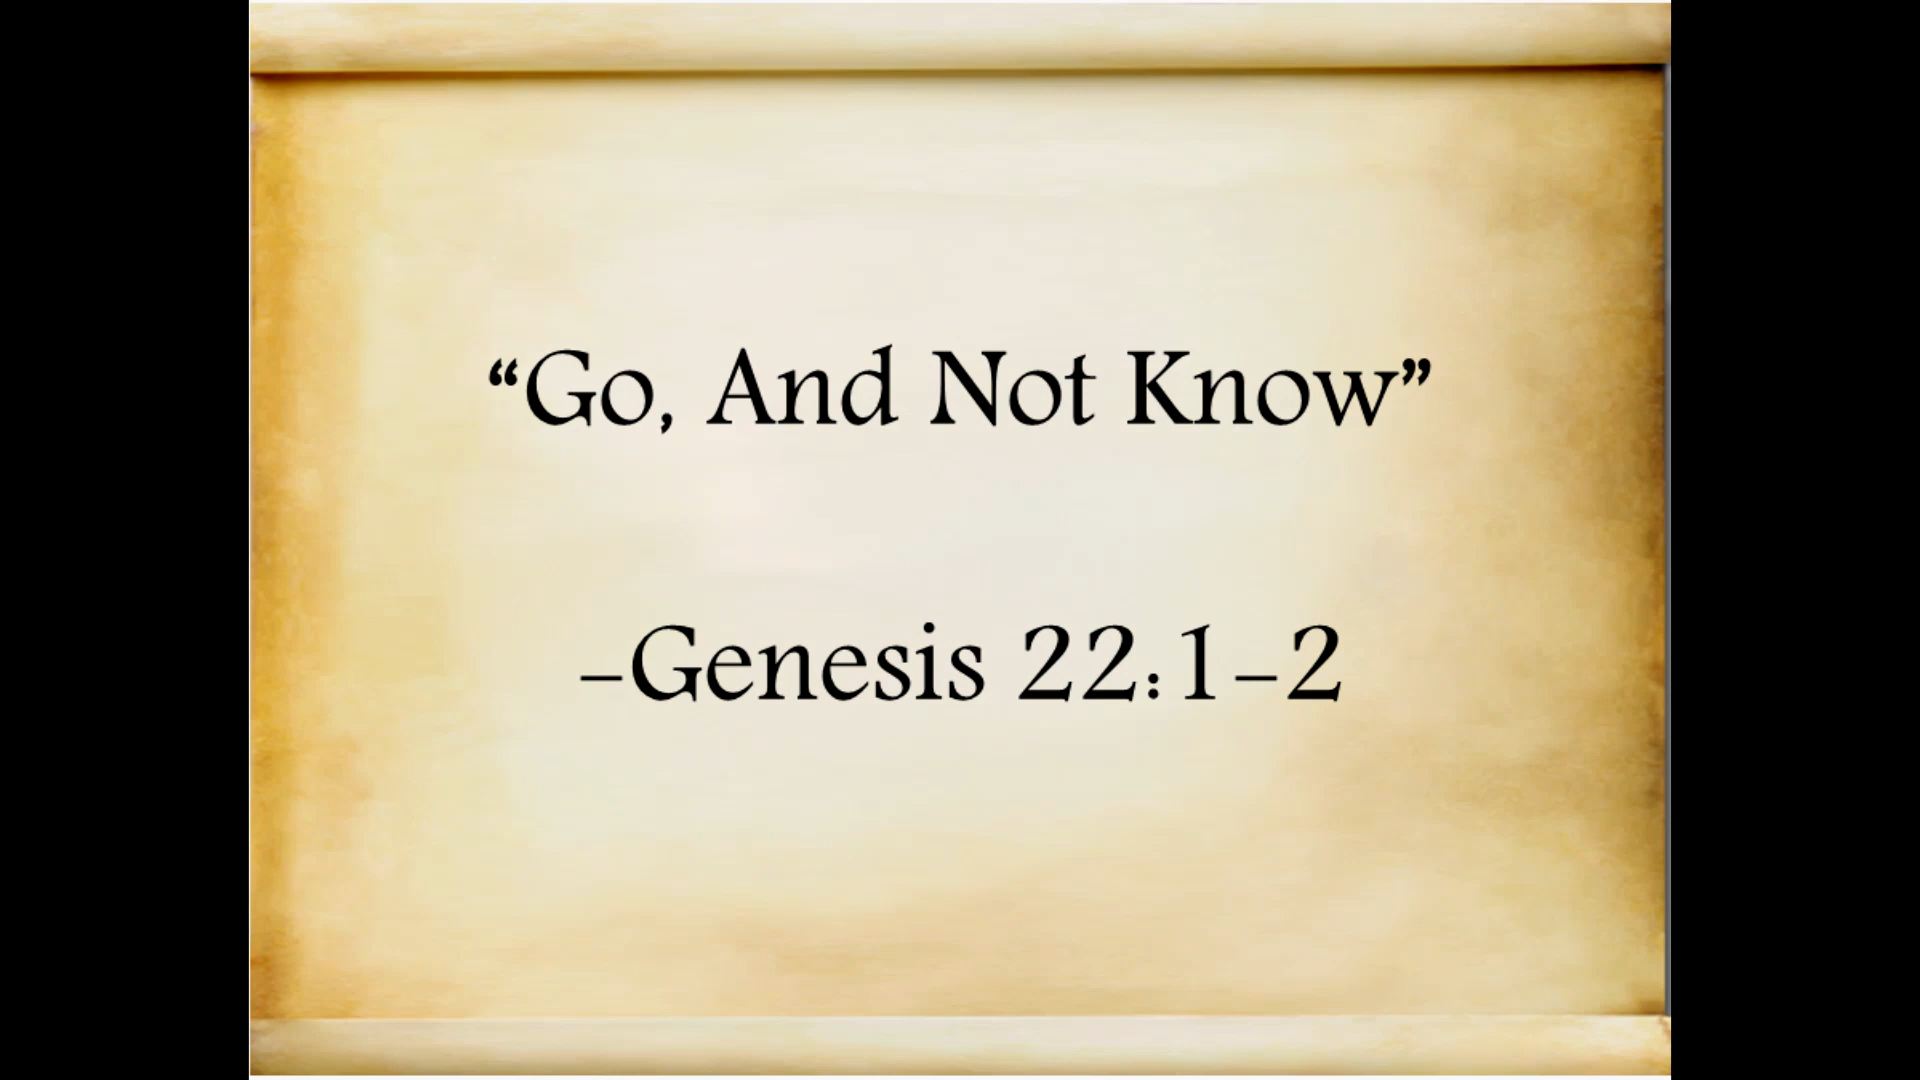 “Go, And Not Know”
–Genesis 22:1–2